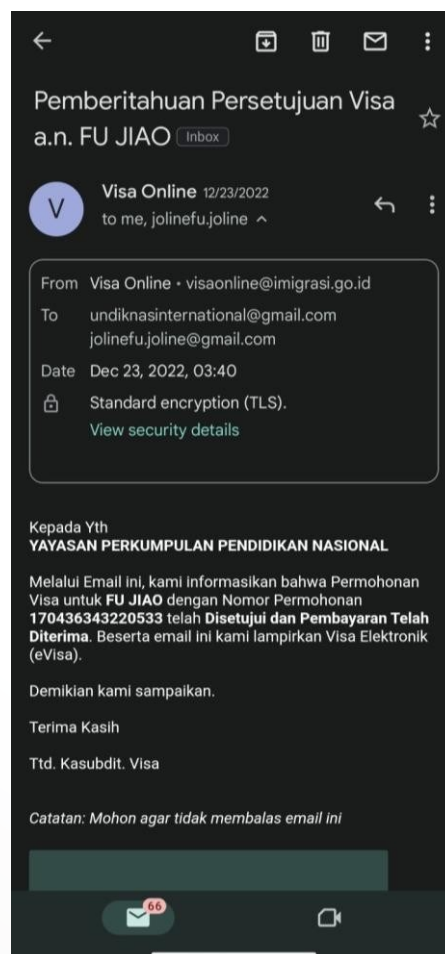 Pemberitahuan Persetujuan Visa
a.n. FU JIAO Inbox
V
Visa Online 12/23/2022
to me, jolinefu.joline
From Visa Online • visaonline@imigrasi.go.id
To undiknasinternational@gmail.com
jolinefu.joline@gmail.com
Date Dec 23, 2022, 03:40
Standard encryption (TLS).
View security details
Kepada Yth
YAYASAN PERKUMPULAN PENDIDIKAN NASIONAL
Melalui Email ini, kami informasikan bahwa Permohonan
Visa untuk FU JIAO dengan Nomor Permohonan
170436343220533 telah Disetujui dan Pembayaran Telah
Diterima. Beserta email ini kami lampirkan Visa Elektronik
(eVisa).
Demikian kami sampaikan.
Terima Kasih
Ttd. Kasubdit. Visa
Catatan: Mohon agar tidak membalas email ini
66